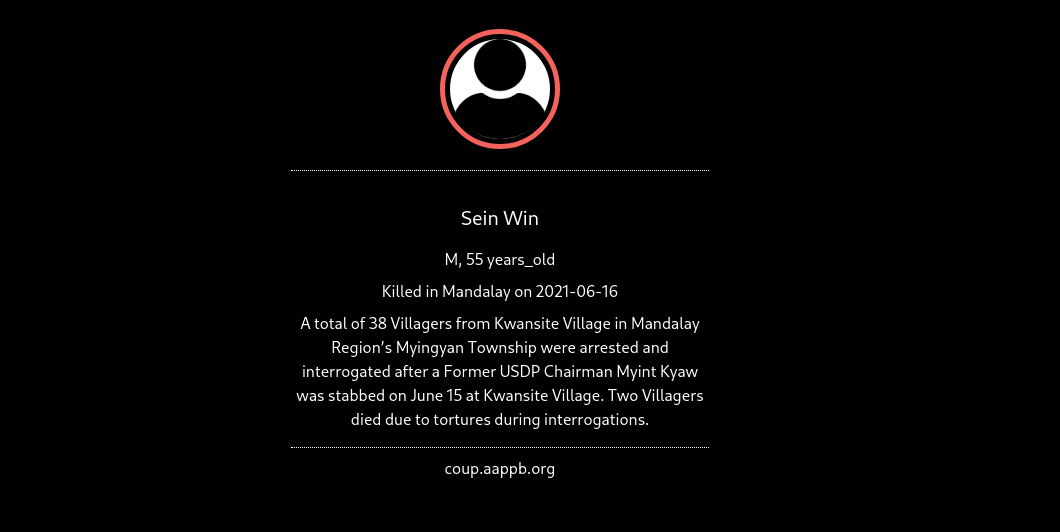 Sein Win
M, 55 years_old
Killed in Mandalay on 2021-06-16
A total of 38 Villagers from Kwansite Village in Mandalay
Region's Myingyan Township were arrested and
interrogated after a Former USDP Chairman Myint Kyaw
was stabbed on June 15 at Kwansite Village. Two Villagers
died due to tortures during interrogations.
coup.aappb.org